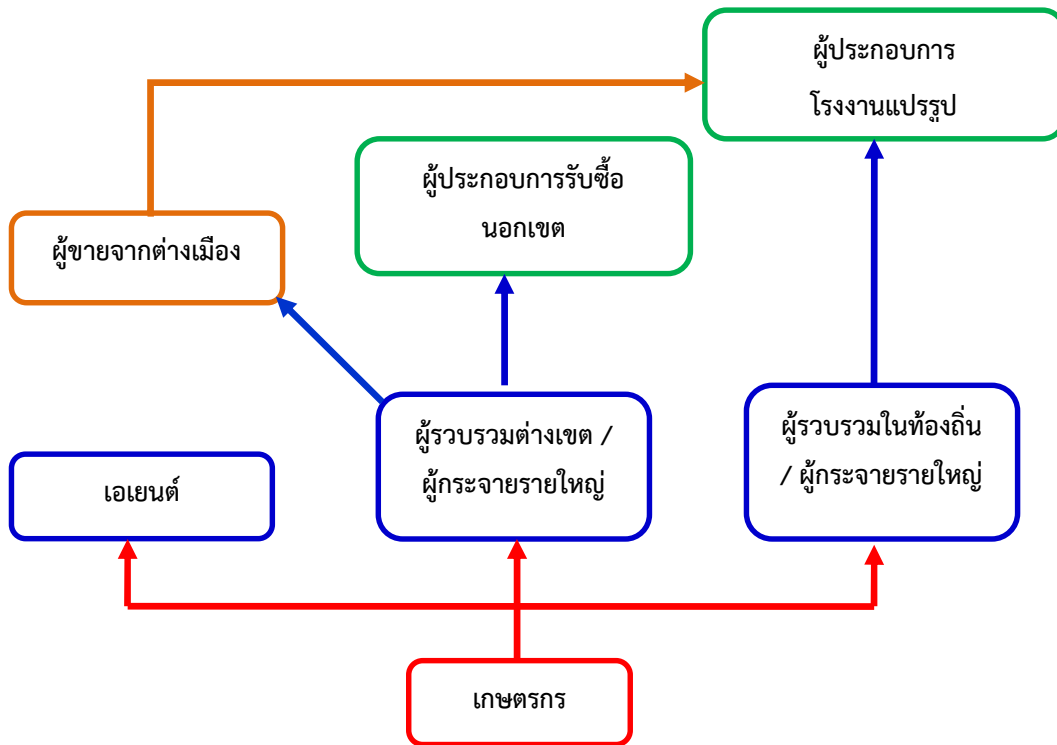 ผู้ประกอบการ
โรงงานแปรรูป
ผู้ประกอบการรับซื้อ
นอกเขต
ผู้ขายจากต่างเมือง
ผู้รวบรวมต่างเขต /
ผู้กระจายรายใหญ่
ผู้รวบรวมในท้องถิ่น
/ ผู้กระจายรายใหญ่
เอเยนต์
เกษตรกร